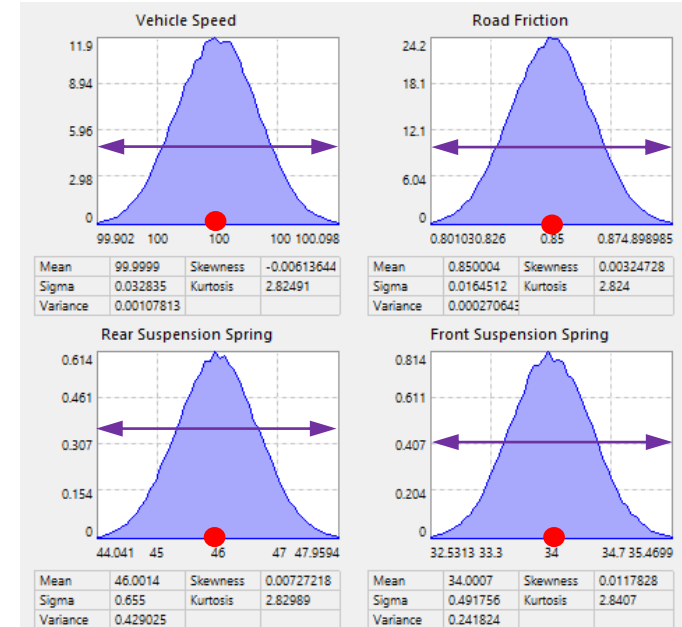 Vehicle Speed
11.9
8.94
5.96
2.98
0
99.902 100 100 100 100.098
Mean 99.9999 Skewness -0.00613644
Sigma 0.032835 Kurtosis 2.82491
Variance 0.00107813
Road Friction
24.2
18.1
12.1
6.04
0
0.801030.826 0.85 0.874.898985
Mean 0.850004 Skewness 0.00324728
Sigma 0.0164512 Kurtosis 2.824
Variance 0.000270643
Rear Suspension Spring
0.614
0.461
0.307
0.154
0
44.041 45 46 47 47.9594
Mean 46.0014 Skewness 0.00727218
Sigma 0.655 Kurtosis 2.82989
Variance 0.429025
Front Suspension Spring
0.814
0.611
0.407
0.204
0
32.5313 33.3 34 34.7 35.4699
Mean 34.0007 Skewness 0.0117828
Sigma 0.491756 Kurtosis 2.8407
Variance 0.241824